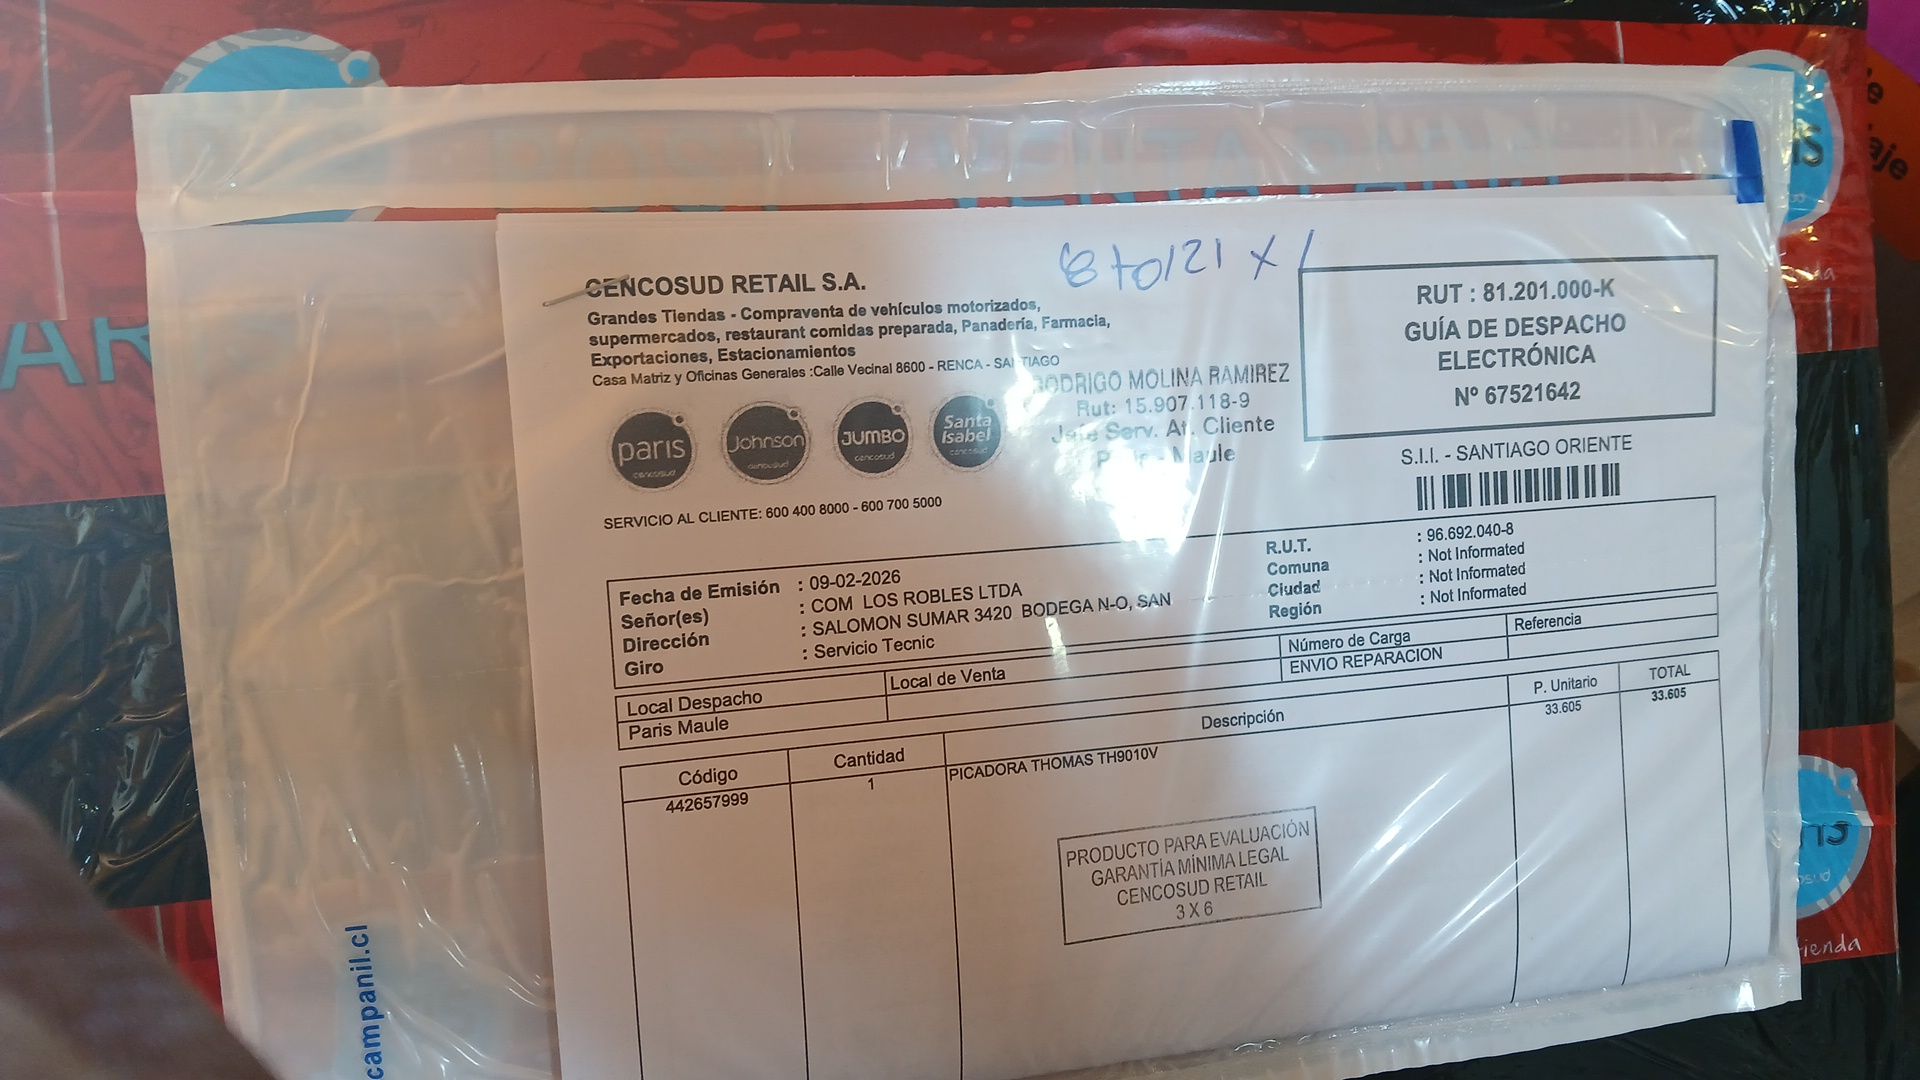 870121 X 1
CENCOSUD RETAIL S.A.
Grandes Tiendas - Compraventa de vehículos motorizados,
supermercados, restaurant comidas preparada, Panadería, Farmacia,
Exportaciones, Estacionamientos
Casa Matriz y Oficinas Generales :Calle Vecinal 8600 - RENCA - SANTIAGO
paris
cencosud
Johnson
cencosud
JUMBO
cencosud
Santa
Isabel
cencosud
SERVICIO AL CLIENTE: 600 400 8000 - 600 700 5000
RODRIGO MOLINA RAMIREZ
Rut: 15.907.118-9
Jefe Serv. At. Cliente
Maule
RUT : 81.201.000-K
GUÍA DE DESPACHO
ELECTRÓNICA
Nº 67521642
S.I.I. - SANTIAGO ORIENTE
Fecha de Emisión : 09-02-2026
Señor(es) : COM LOS ROBLES LTDA
Dirección : SALOMON SUMAR 3420 BODEGA N-O, SAN
Giro : Servicio Tecnic
R.U.T. : 96.692.040-8
Comuna : Not Informated
Ciudad : Not Informated
Región : Not Informated
Local Despacho Local de Venta Número de Carga Referencia
Paris Maule ENVIO REPARACION
Código Cantidad Descripción P. Unitario TOTAL
442657999 1 PICADORA THOMAS TH9010V 33.605 33.605
PRODUCTO PARA EVALUACIÓN
GARANTÍA MÍNIMA LEGAL
CENCOSUD RETAIL
3 X 6
campanil.cl
tienda